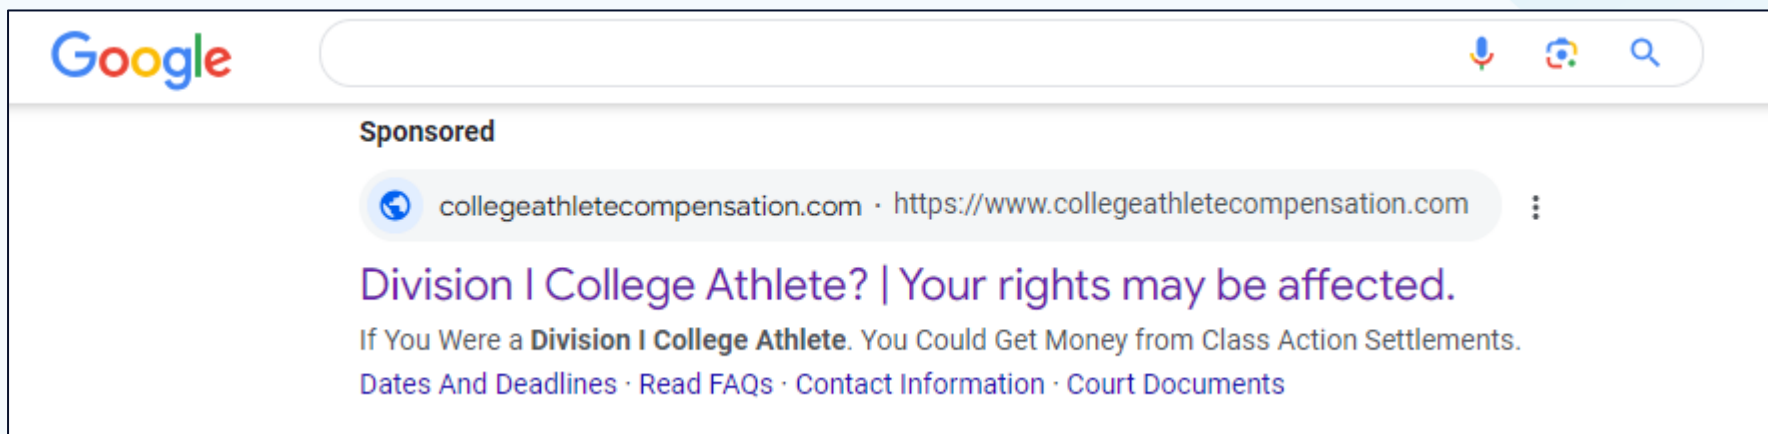 Google
Sponsored
collegeathletecompensation.com · https://www.collegeathletecompensation.com
Division I College Athlete? | Your rights may be affected.
If You Were a Division I College Athlete. You Could Get Money from Class Action Settlements.
Dates And Deadlines · Read FAQs · Contact Information · Court Documents